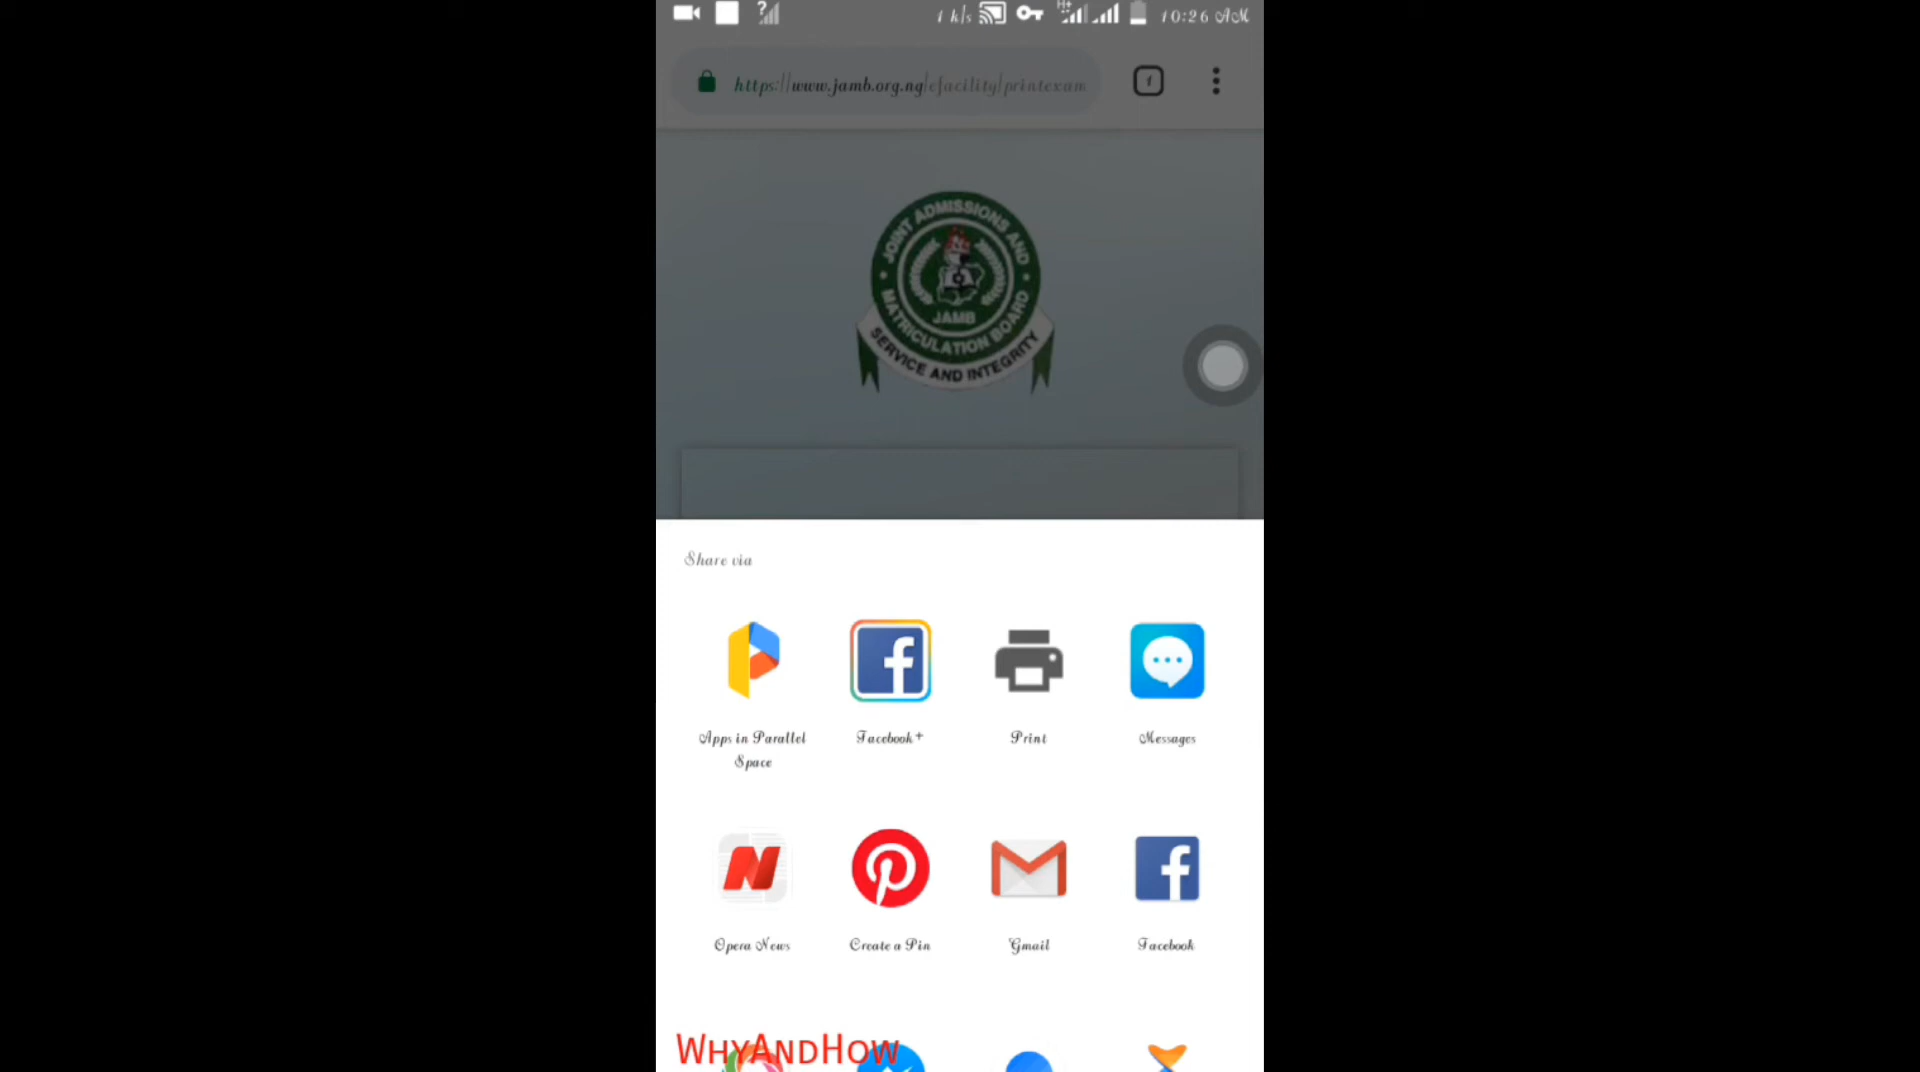 1 k/s H+ 10:26 AM
https://www.jamb.org.ng/efacility/printexam
JOINT ADMISSIONS AND
MATRICULATION BOARD
JAMB
SERVICE AND INTEGRITY
Share via
Apps in Parallel Space
Facebook+
Print
Messages
Opera News
Create a Pin
Gmail
Facebook
WHYANDHOW